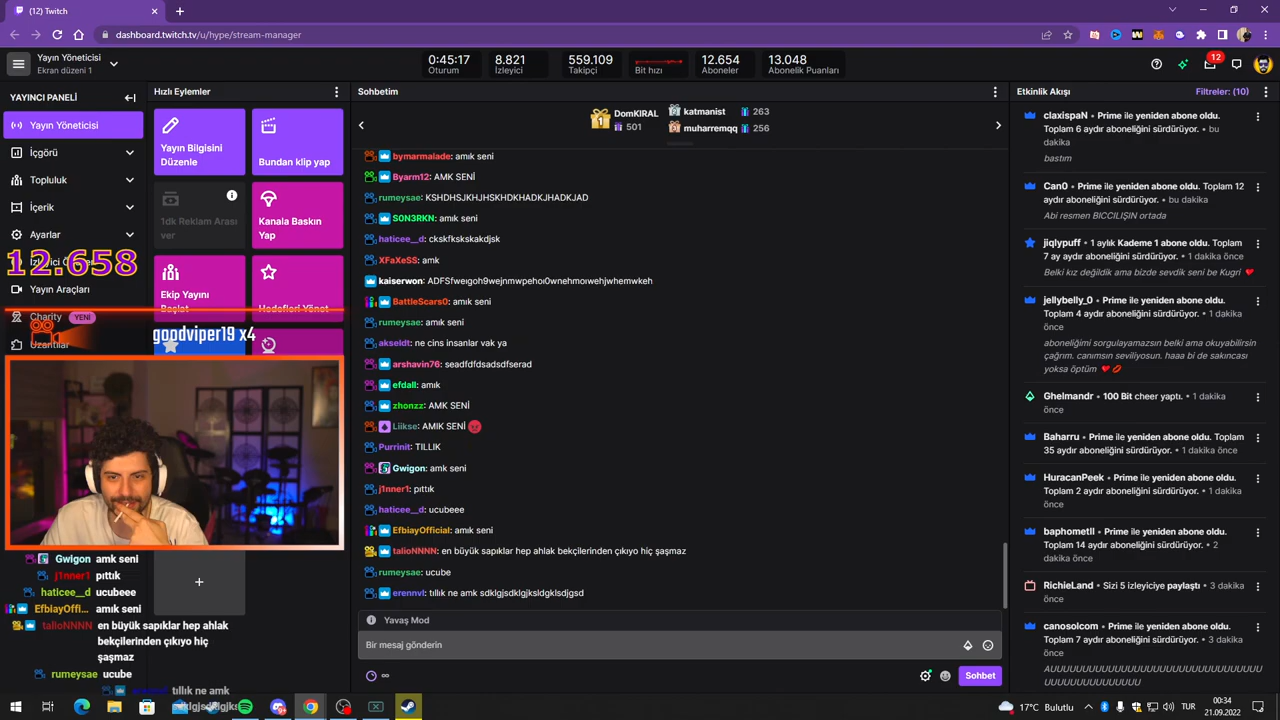 (12) Twitch
dashboard.twitch.tv/u/hype/stream-manager
Yayın Yöneticisi
Ekran düzeni 1
0:45:17
Oturum
8.821
İzleyici
559.109
Takipçi
Bit hızı
12.654
Aboneler
13.048
Abonelik Puanları
12
YAYINCI PANELİ
Yayın Yöneticisi
İçgörü
Topluluk
İçerik
Ayarlar
12.658
Yayın Araçları
Charity YENİ
Uzantılar
goodviper19 x4
Hızlı Eylemler
Yayın Bilgisini
Düzenle
Bundan klip yap
1dk Reklam Arası
ver
Kanala Baskın
Yap
Ekip Yayını
Başlat
Hedefleri Yönet
Gwigon amk seni
j1nner1 pıttık
haticee__d ucubeee
EfbiayOffi... amık seni
talioNNNN en büyük sapıklar hep ahlak
bekçilerinden çıkıyo hiç
şaşmaz
rumeysae ucube
tıllık ne amk
Sohbetim
DomKIRAL
501
katmanist 263
muharremqq 256
bymarmalade: amık seni
Byarm12: AMK SENİ
rumeysae: KSHDHSJKHJHSKHDKHADKJHADKJAD
S0N3RKN: amık seni
haticee__d: ckskfkskskakdjsk
XFaXeSS: amk
kaiserwon: ADFSfweıgoh9wejnmwpehoı0wnehmoırwehjwhemwkeh
BattleScars0: amık seni
rumeysae: amık seni
akseldt: ne cins insanlar vak ya
arshavin76: seadfdfdsadsdfserad
efdall: amık
zhonzz: AMK SENİ
Liikse: AMIK SENİ
Purrinit: TILLIK
Gwigon: amk seni
j1nner1: pıttık
haticee__d: ucubeee
EfbiayOfficial: amık seni
talioNNNN: en büyük sapıklar hep ahlak bekçilerinden çıkıyo hiç şaşmaz
rumeysae: ucube
erennvl: tıllık ne amk sdklgjsdklgjksldgklsdjgsd
Yavaş Mod
Bir mesaj gönderin
Sohbet
Etkinlik Akışı
Filtreler: (10)
claxispaN • Prime ile yeniden abone oldu.
Toplam 6 aydır aboneliğini sürdürüyor. • bu
dakika
bastım
Can0 • Prime ile yeniden abone oldu. Toplam 12
aydır aboneliğini sürdürüyor. • bu dakika
Abi resmen BICCILIŞIN ortada
jiqlypuff • 1 aylık Kademe 1 abone oldu. Toplam
7 ay aydır aboneliğini sürdürüyor. • 1 dakika önce
Belki kız değildik ama bizde sevdik seni be Kugri ❤️
jellybelly_0 • Prime ile yeniden abone oldu.
Toplam 4 aydır aboneliğini sürdürüyor. • 1 dakika
önce
aboneliğimi sorgulayamazsın belki ama okuyabilirsin
çağrım. canımsın seviliyosun. haaa bi de sakıncası
yoksa öptüm ❤️💋
Ghelmandr • 100 Bit cheer yaptı. • 1 dakika
önce
Baharru • Prime ile yeniden abone oldu. Toplam
35 aydır aboneliğini sürdürüyor. • 1 dakika önce
HuracanPeek • Prime ile yeniden abone oldu.
Toplam 2 aydır aboneliğini sürdürüyor. • 1 dakika
önce
baphometll • Prime ile yeniden abone oldu.
Toplam 14 aydır aboneliğini sürdürüyor. • 2
dakika önce
RichieLand • Sizi 5 izleyiciye paylaştı • 3 dakika
önce
canosolcom • Prime ile yeniden abone oldu.
Toplam 7 aydır aboneliğini sürdürüyor. • 3 dakika
önce
17°C Bulutlu
TUR
00:34
21.09.2022